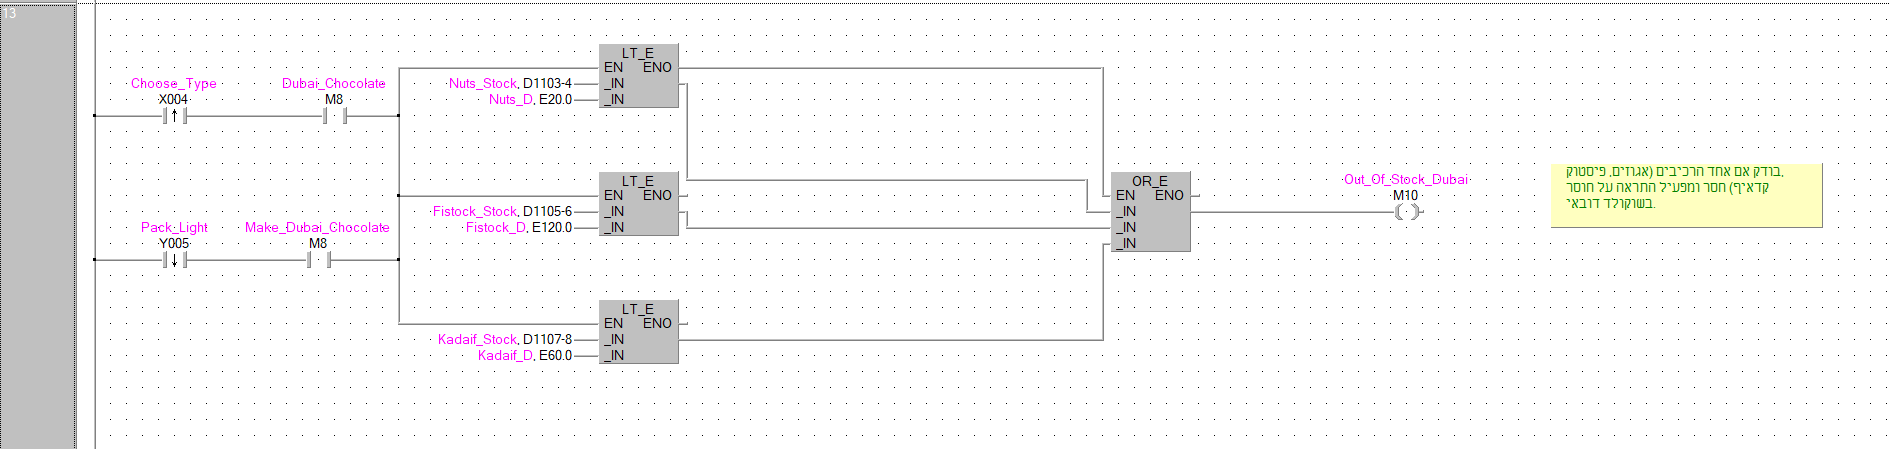 13
LT_E
EN ENO
_IN
_IN
Nuts_Stock, D1103-4
Nuts_D, E20.0
Choose_Type
X004
Dubai_Chocolate
M8
LT_E
EN ENO
_IN
_IN
Fistock_Stock, D1105-6
Fistock_D, E120.0
Pack_Light
Y005
Make_Dubai_Chocolate
M8
LT_E
EN ENO
_IN
_IN
Kadaif_Stock, D1107-8
Kadaif_D, E60.0
OR_E
EN ENO
_IN
_IN
_IN
Out_Of_Stock_Dubai
M10
בודק אם אחד הרכיבים (אגוזים, פיסטוק,
קדאיף) חסר ומפעיל התראה על חוסר
בשוקולד דובאי.